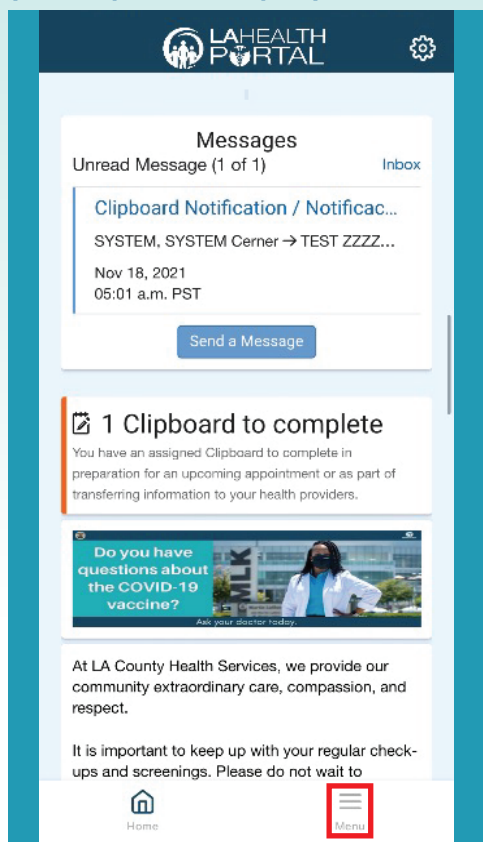 LAHEALTH
PORTAL
Messages
Unread Message (1 of 1) Inbox
Clipboard Notification / Notificac...
SYSTEM, SYSTEM Cerner → TEST ZZZZ...
Nov 18, 2021
05:01 a.m. PST
Send a Message
1 Clipboard to complete
You have an assigned Clipboard to complete in
preparation for an upcoming appointment or as part of
transferring information to your health providers.
Do you have
questions about
the COVID-19
vaccine?
MLK
Ask your doctor today.
At LA County Health Services, we provide our
community extraordinary care, compassion, and
respect.
It is important to keep up with your regular check-
ups and screenings. Please do not wait to
Home Menu